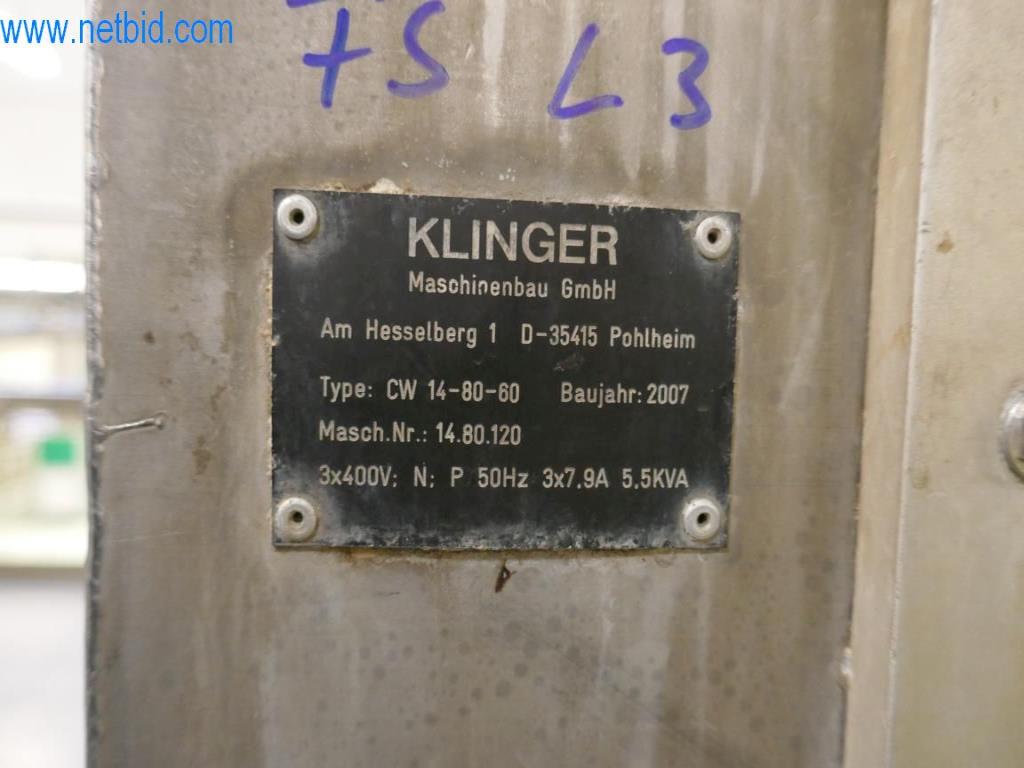 www.netbid.com
TS L3
KLINGER
Maschinenbau GmbH
Am Hesselberg 1 D-35415 Pohlheim
Type: CW 14-80-60 Baujahr: 2007
Masch.Nr.: 14.80.120
3x400V; N; P 50Hz 3x7.9A 5.5KVA